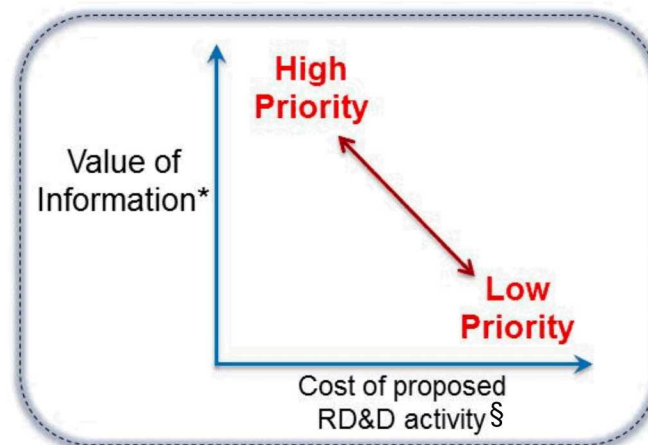 High
Priority
Value of
Information*
Low
Priority
Cost of proposed
RD&D activity§